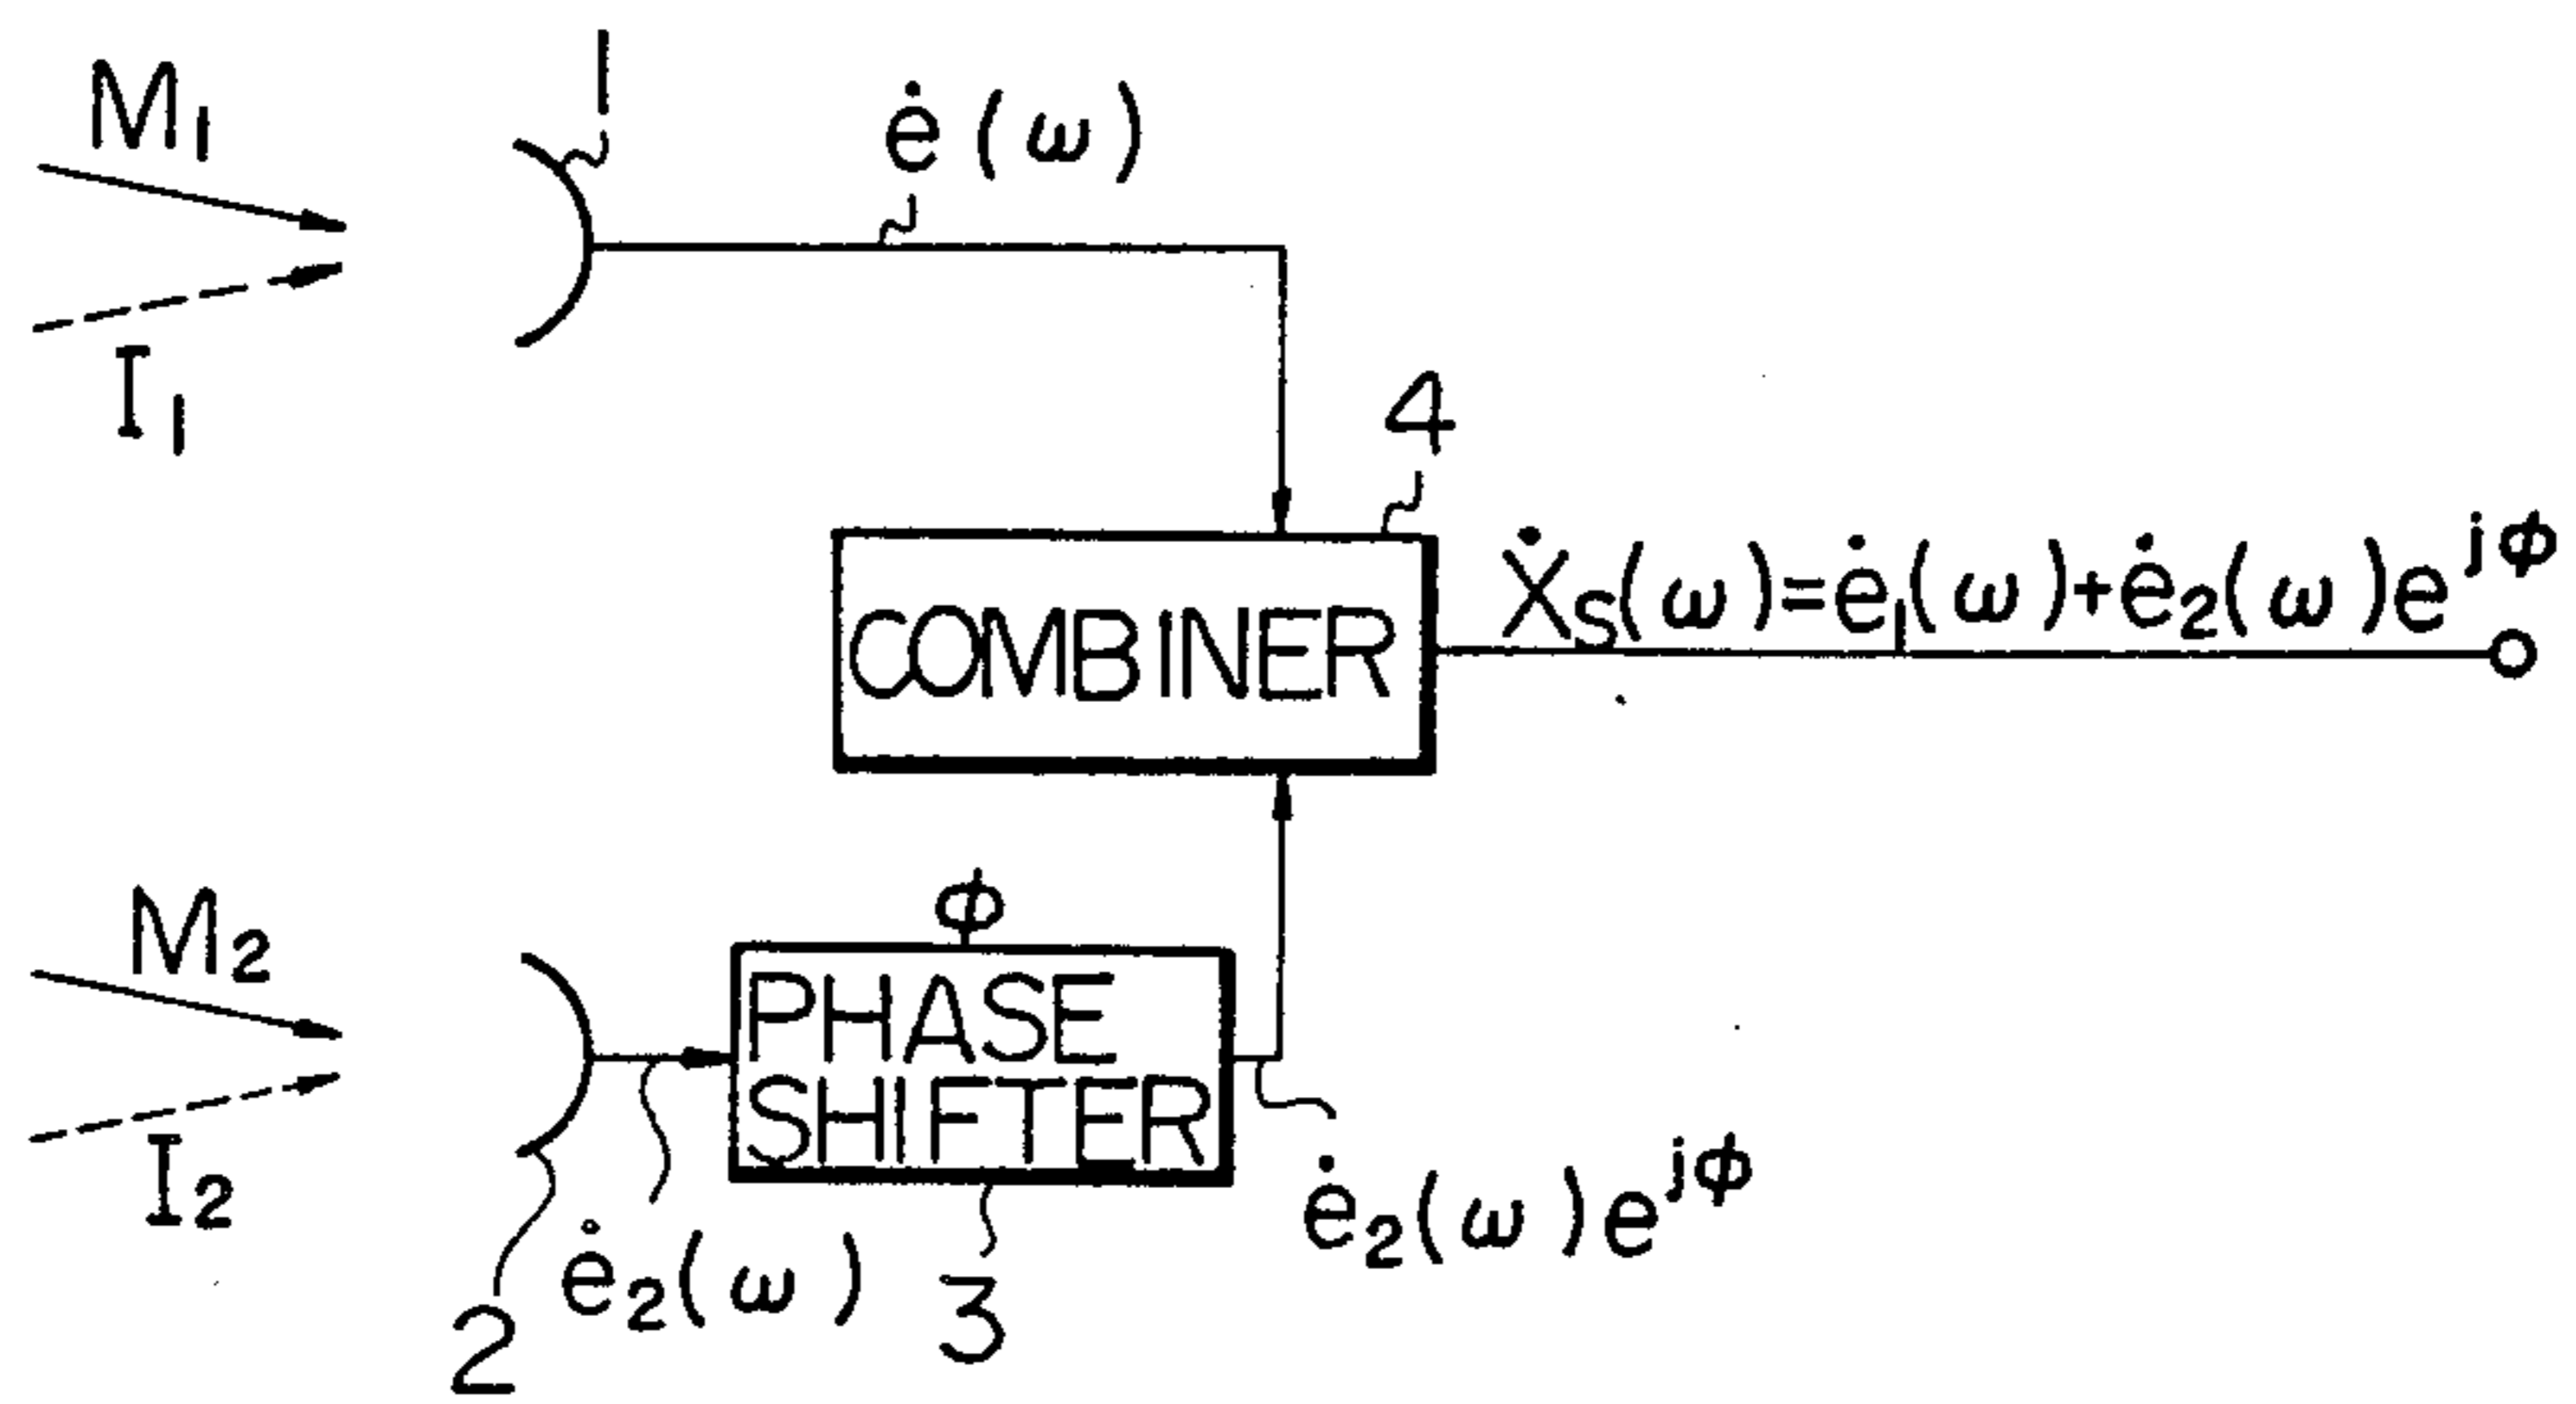 M₁
1
ė(ω)
I₁
4
COMBINER
Ẋₛ(ω)=ė₁(ω)+ė₂(ω)e^jϕ
M₂
ϕ
PHASE
SHIFTER
I₂
ė₂(ω)
ė₂(ω)e^jϕ
2
3